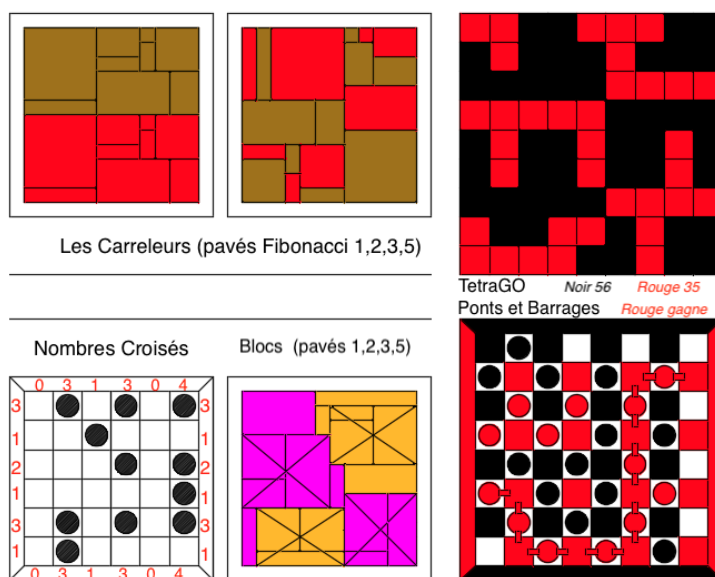 Les Carreleurs (pavés Fibonacci 1,2,3,5)
TetraGO Noir 56 Rouge 35
Ponts et Barrages Rouge gagne
Nombres Croisés
Blocs (pavés 1,2,3,5)
0 3 1 3 0 4
3 3
1 1
2 2
1 1
3 3
1 1
0 3 1 3 0 4